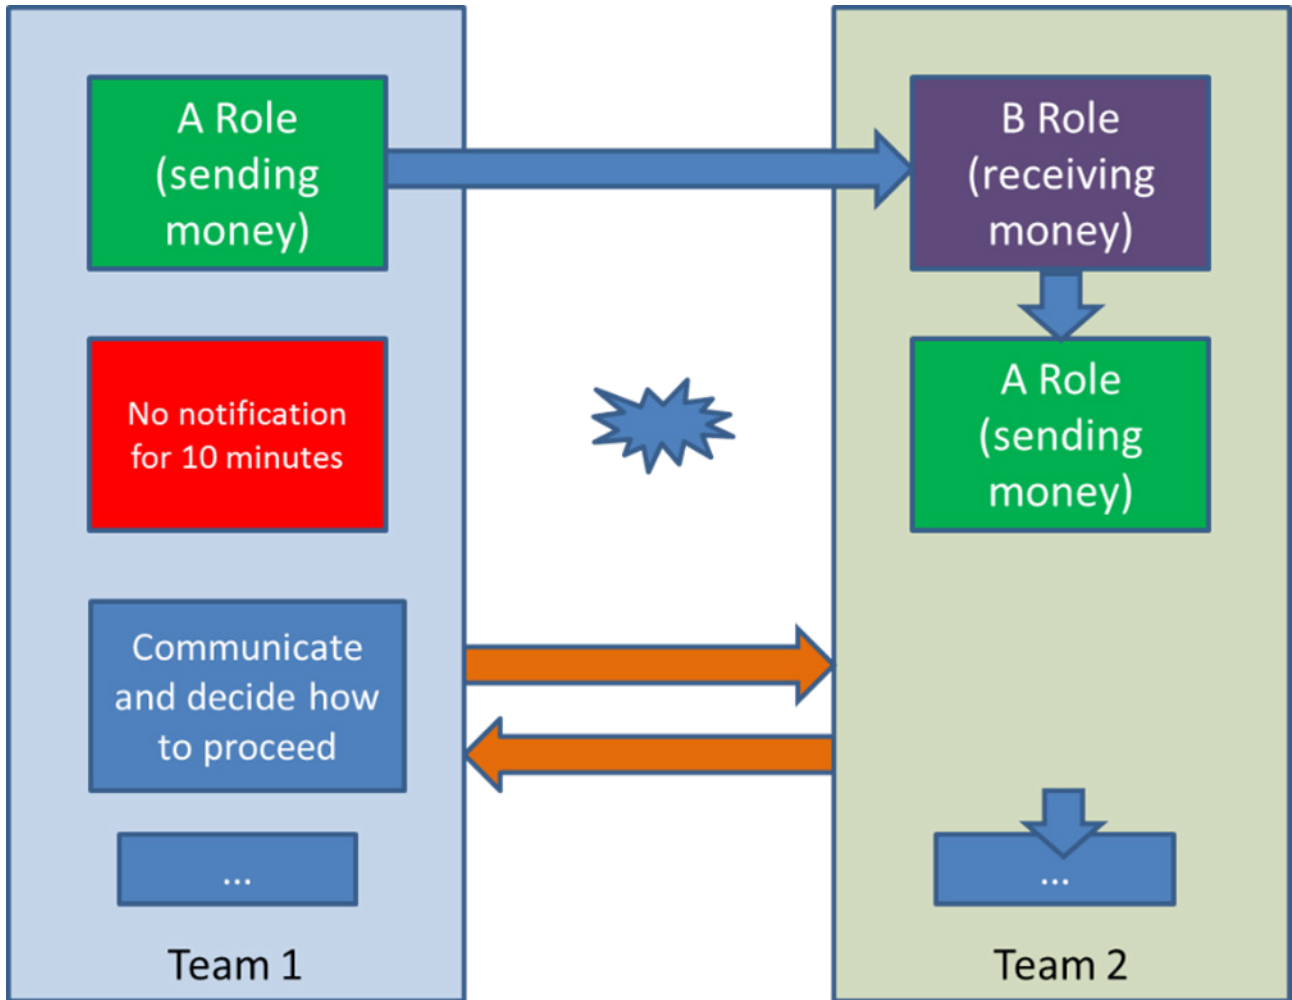 A Role
(sending
money)
B Role
(receiving
money)
No notification
for 10 minutes
A Role
(sending
money)
Communicate
and decide how
to proceed
...
...
Team 1
Team 2